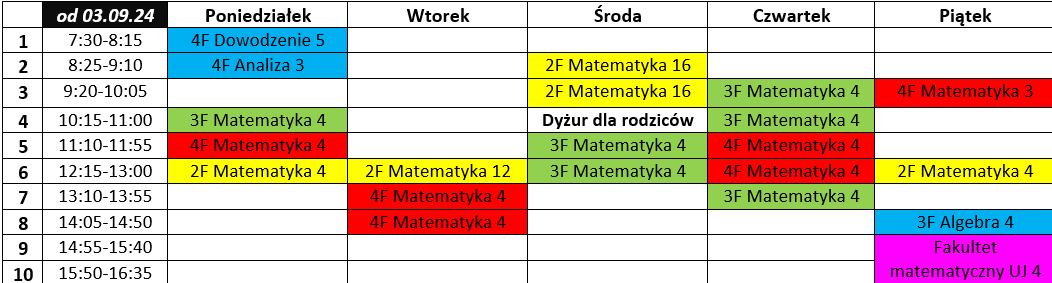 od 03.09.24 Poniedziałek Wtorek Środa Czwartek Piątek
1 7:30-8:15 4F Dowodzenie 5
2 8:25-9:10 4F Analiza 3 2F Matematyka 16
3 9:20-10:05 2F Matematyka 16 3F Matematyka 4 4F Matematyka 3
4 10:15-11:00 3F Matematyka 4 Dyżur dla rodziców 3F Matematyka 4
5 11:10-11:55 4F Matematyka 4 3F Matematyka 4 4F Matematyka 4
6 12:15-13:00 2F Matematyka 4 2F Matematyka 12 3F Matematyka 4 4F Matematyka 4 2F Matematyka 4
7 13:10-13:55 4F Matematyka 4 3F Matematyka 4
8 14:05-14:50 4F Matematyka 4 3F Algebra 4
9 14:55-15:40 Fakultet
10 15:50-16:35 matematyczny UJ 4